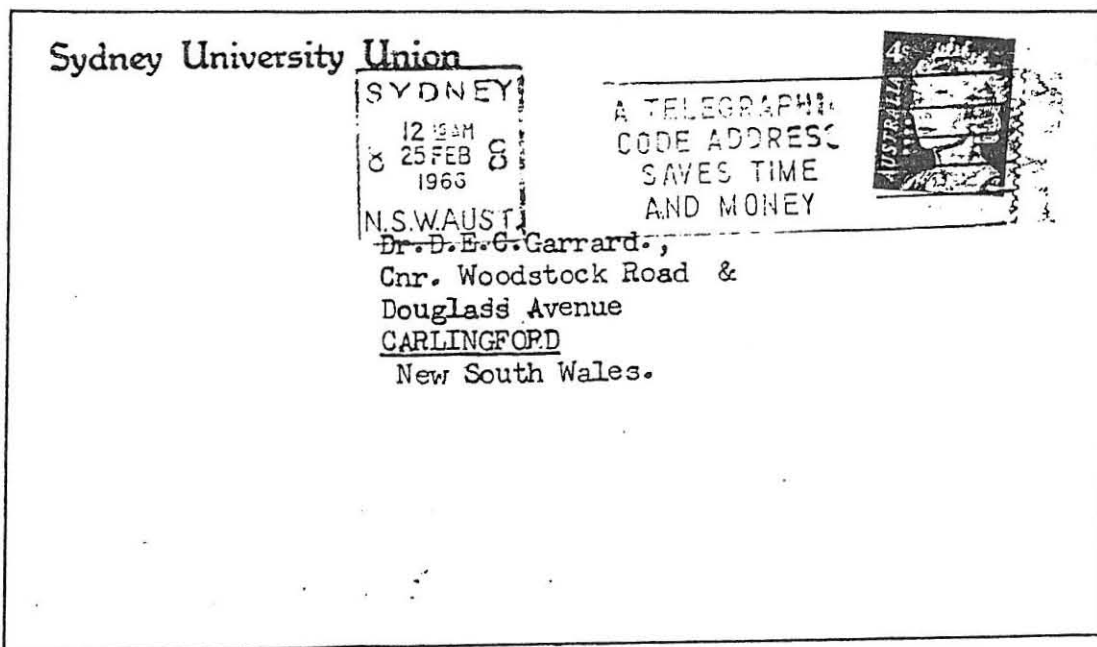 Sydney University Union
SYDNEY
12 15AM
25 FEB
1966
N.S.W. AUST.
A TELEGRAPHIC
CODE ADDRESS
SAVES TIME
AND MONEY
4c
AUSTRALIA
Dr.D.E.C.Garrard.,
Cnr. Woodstock Road &
Douglass Avenue
CARLINGFORD
New South Wales.